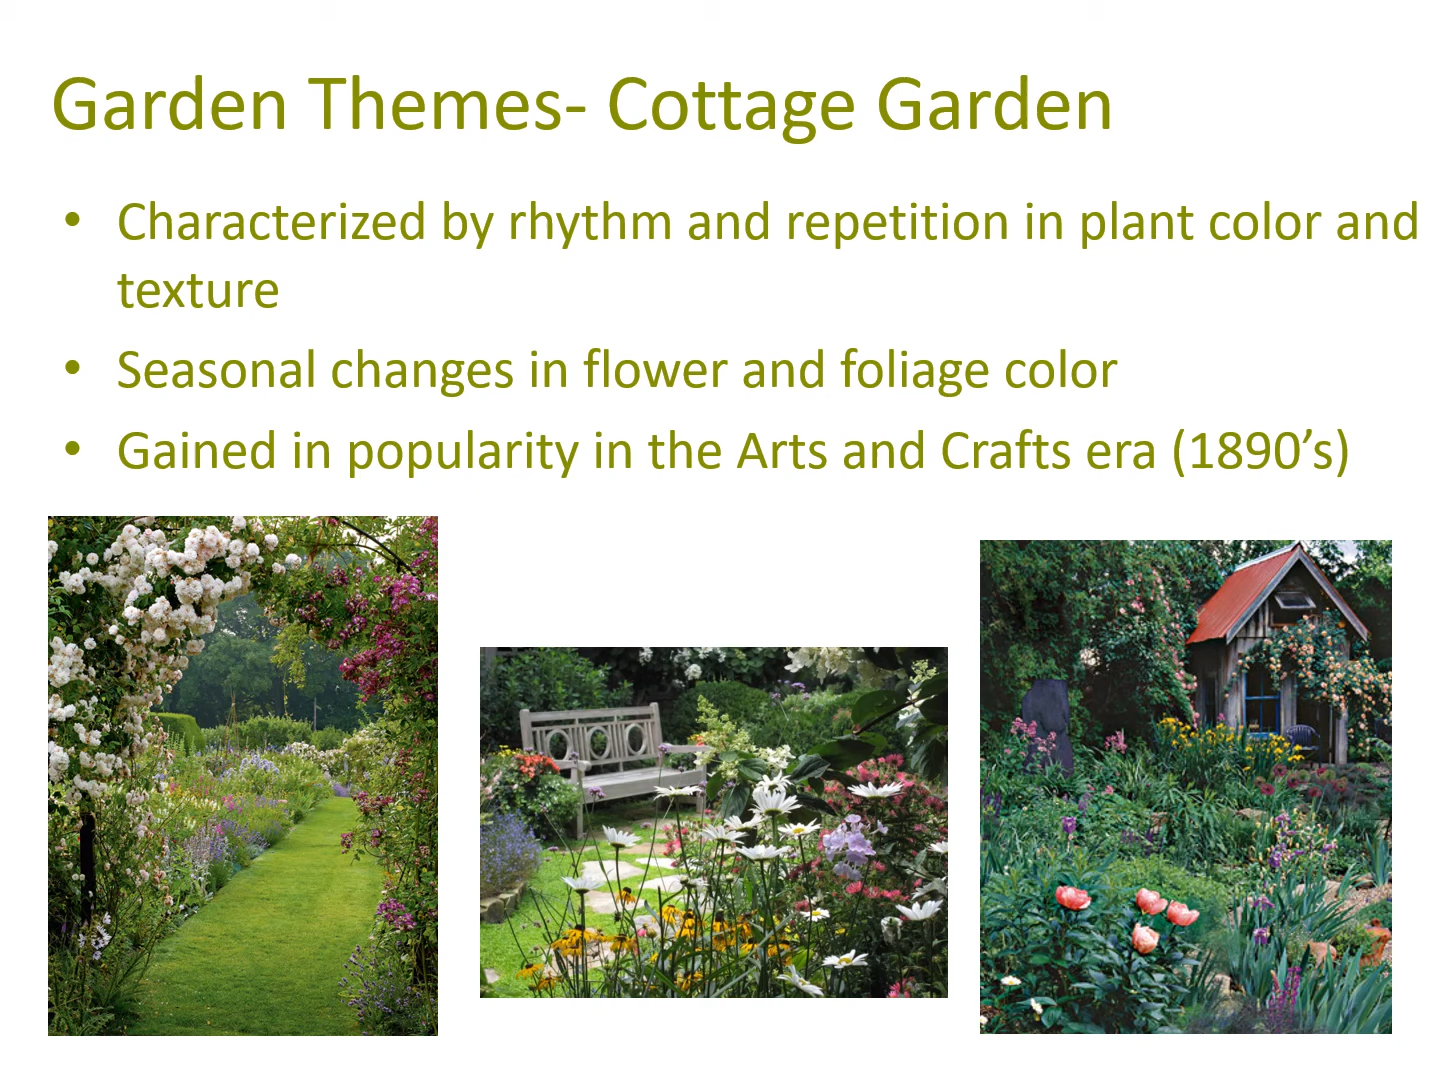 Garden Themes- Cottage Garden
• Characterized by rhythm and repetition in plant color and
texture
• Seasonal changes in flower and foliage color
• Gained in popularity in the Arts and Crafts era (1890’s)